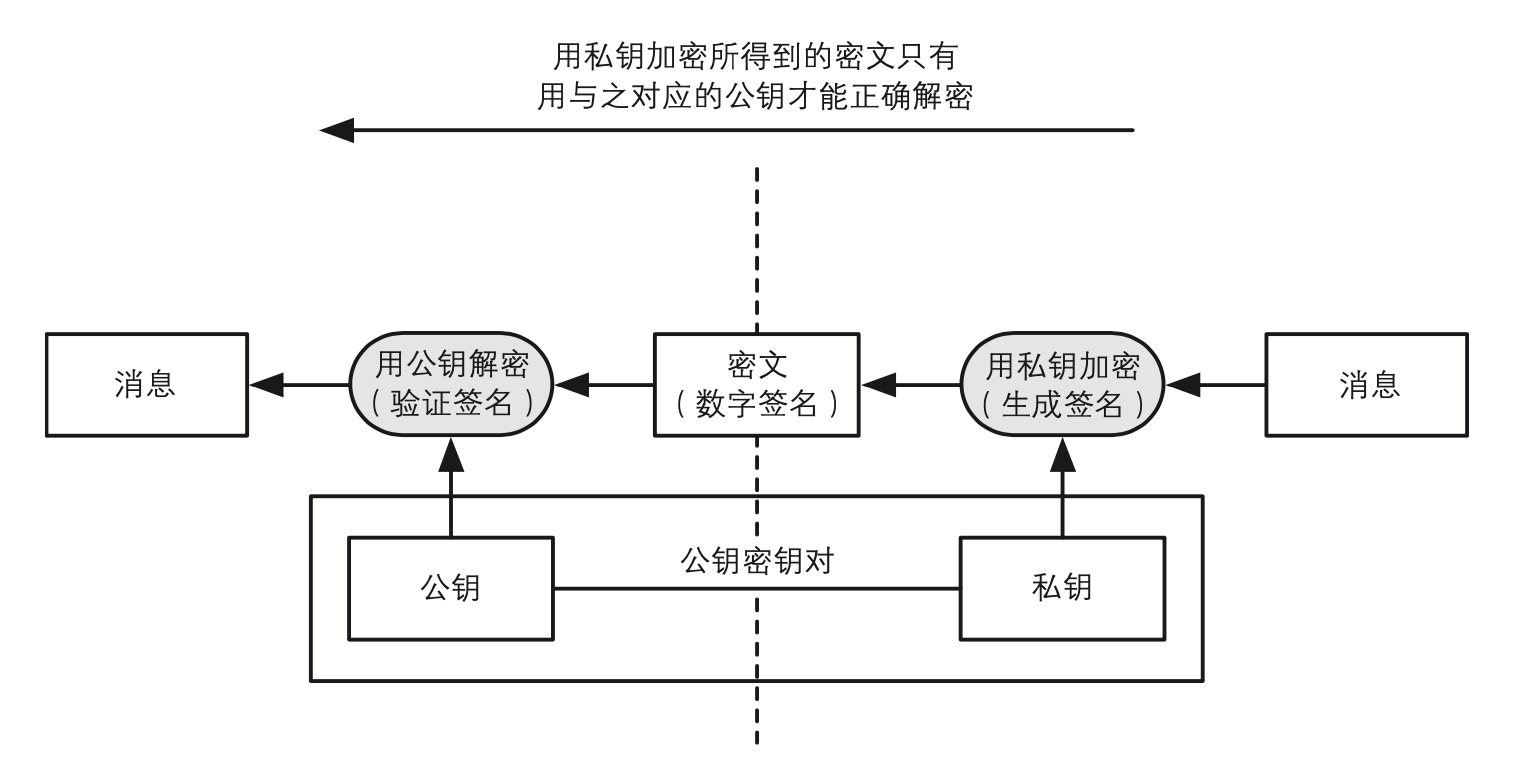 用私钥加密所得到的密文只有
用与之对应的公钥才能正确解密
消息
用公钥解密
（验证签名）
密文
（数字签名）
用私钥加密
（生成签名）
消息
公钥密钥对
公钥
私钥